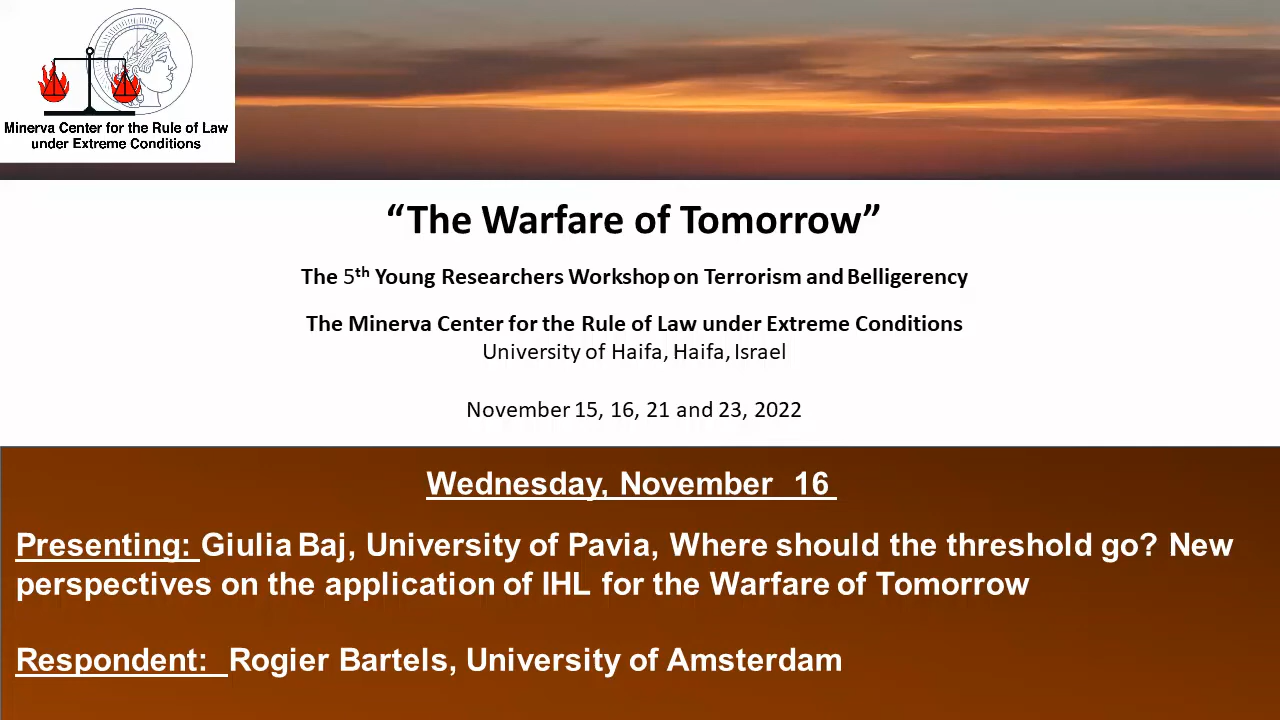 Minerva Center for the Rule of Law
under Extreme Conditions
“The Warfare of Tomorrow”
The 5th Young Researchers Workshop on Terrorism and Belligerency
The Minerva Center for the Rule of Law under Extreme Conditions
University of Haifa, Haifa, Israel
November 15, 16, 21 and 23, 2022
Wednesday, November 16
Presenting: Giulia Baj, University of Pavia, Where should the threshold go? New
perspectives on the application of IHL for the Warfare of Tomorrow
Respondent: Rogier Bartels, University of Amsterdam